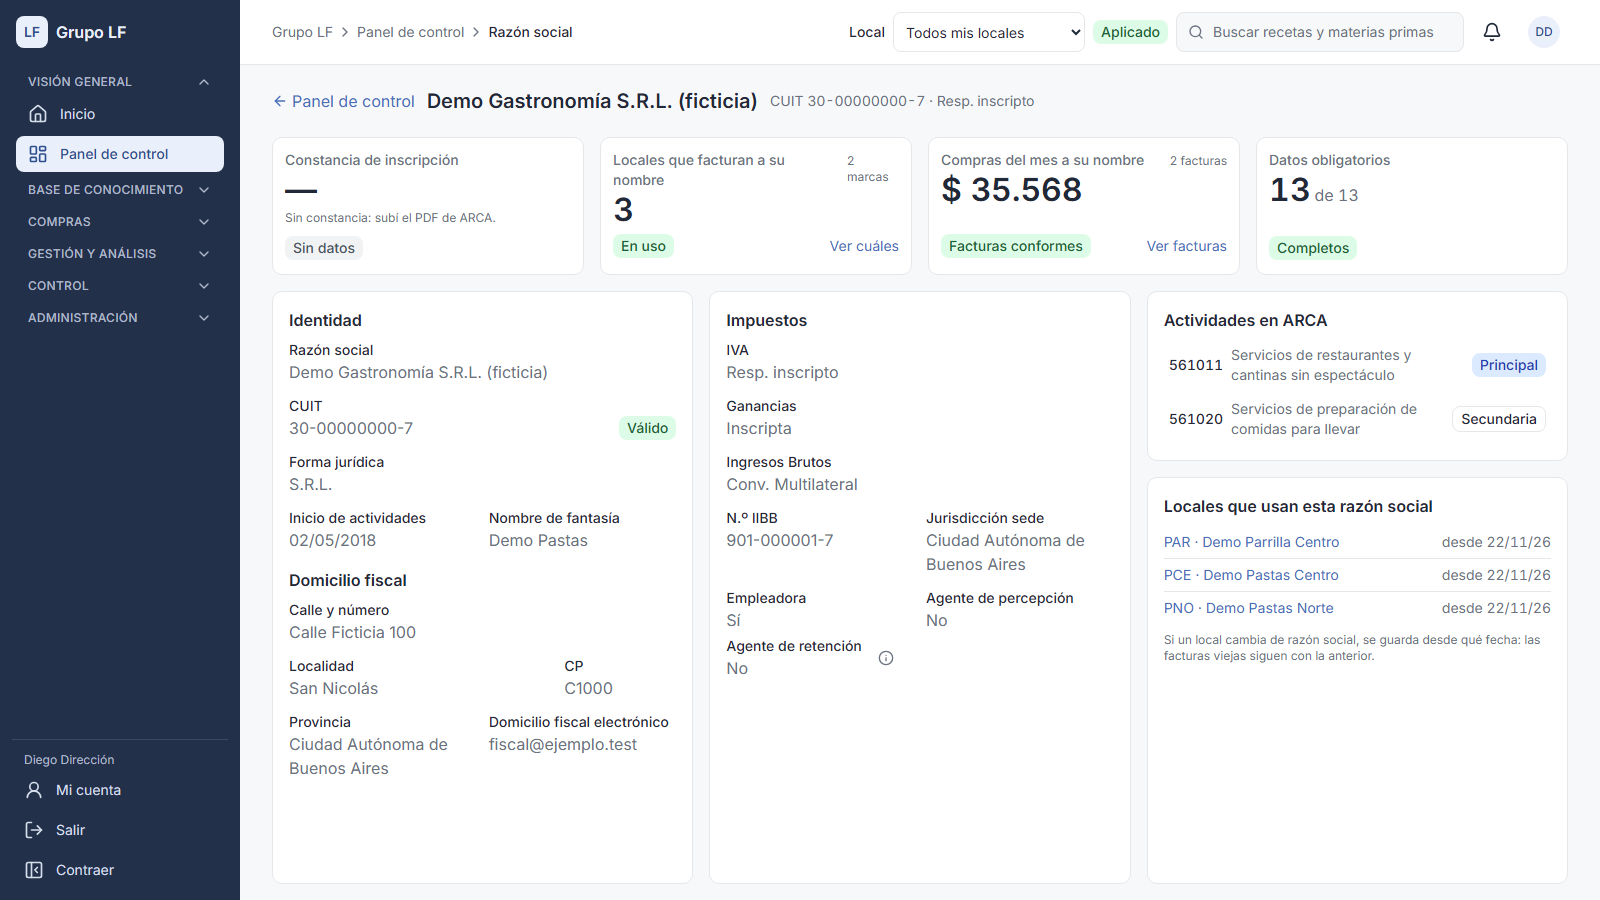 LF Grupo LF
VISIÓN GENERAL
Inicio
Panel de control
BASE DE CONOCIMIENTO
COMPRAS
GESTIÓN Y ANÁLISIS
CONTROL
ADMINISTRACIÓN
Diego Dirección
Mi cuenta
Salir
Contraer
Grupo LF > Panel de control > Razón social
Local
Todos mis locales
Aplicado
Buscar recetas y materias primas
DD
← Panel de control
Demo Gastronomía S.R.L. (ficticia)
CUIT 30-00000000-7 · Resp. inscripto
Constancia de inscripción
—
Sin constancia: subí el PDF de ARCA.
Sin datos
Locales que facturan a su
nombre
2
marcas
3
En uso
Ver cuáles
Compras del mes a su nombre
2 facturas
$ 35.568
Facturas conformes
Ver facturas
Datos obligatorios
13 de 13
Completos
Identidad
Razón social
Demo Gastronomía S.R.L. (ficticia)
CUIT
30-00000000-7
Válido
Forma jurídica
S.R.L.
Inicio de actividades
02/05/2018
Nombre de fantasía
Demo Pastas
Domicilio fiscal
Calle y número
Calle Ficticia 100
Localidad
San Nicolás
CP
C1000
Provincia
Ciudad Autónoma de
Buenos Aires
Domicilio fiscal electrónico
fiscal@ejemplo.test
Impuestos
IVA
Resp. inscripto
Ganancias
Inscripta
Ingresos Brutos
Conv. Multilateral
N.º IIBB
901-000001-7
Jurisdicción sede
Ciudad Autónoma de
Buenos Aires
Empleadora
Sí
Agente de percepción
No
Agente de retención
No
Actividades en ARCA
561011
Servicios de restaurantes y
cantinas sin espectáculo
Principal
561020
Servicios de preparación de
comidas para llevar
Secundaria
Locales que usan esta razón social
PAR · Demo Parrilla Centro desde 22/11/26
PCE · Demo Pastas Centro desde 22/11/26
PNO · Demo Pastas Norte desde 22/11/26
Si un local cambia de razón social, se guarda desde qué fecha: las
facturas viejas siguen con la anterior.